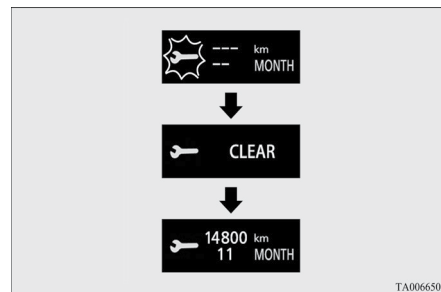 --- km
-- MONTH
CLEAR
14800 km
11 MONTH
TA006650